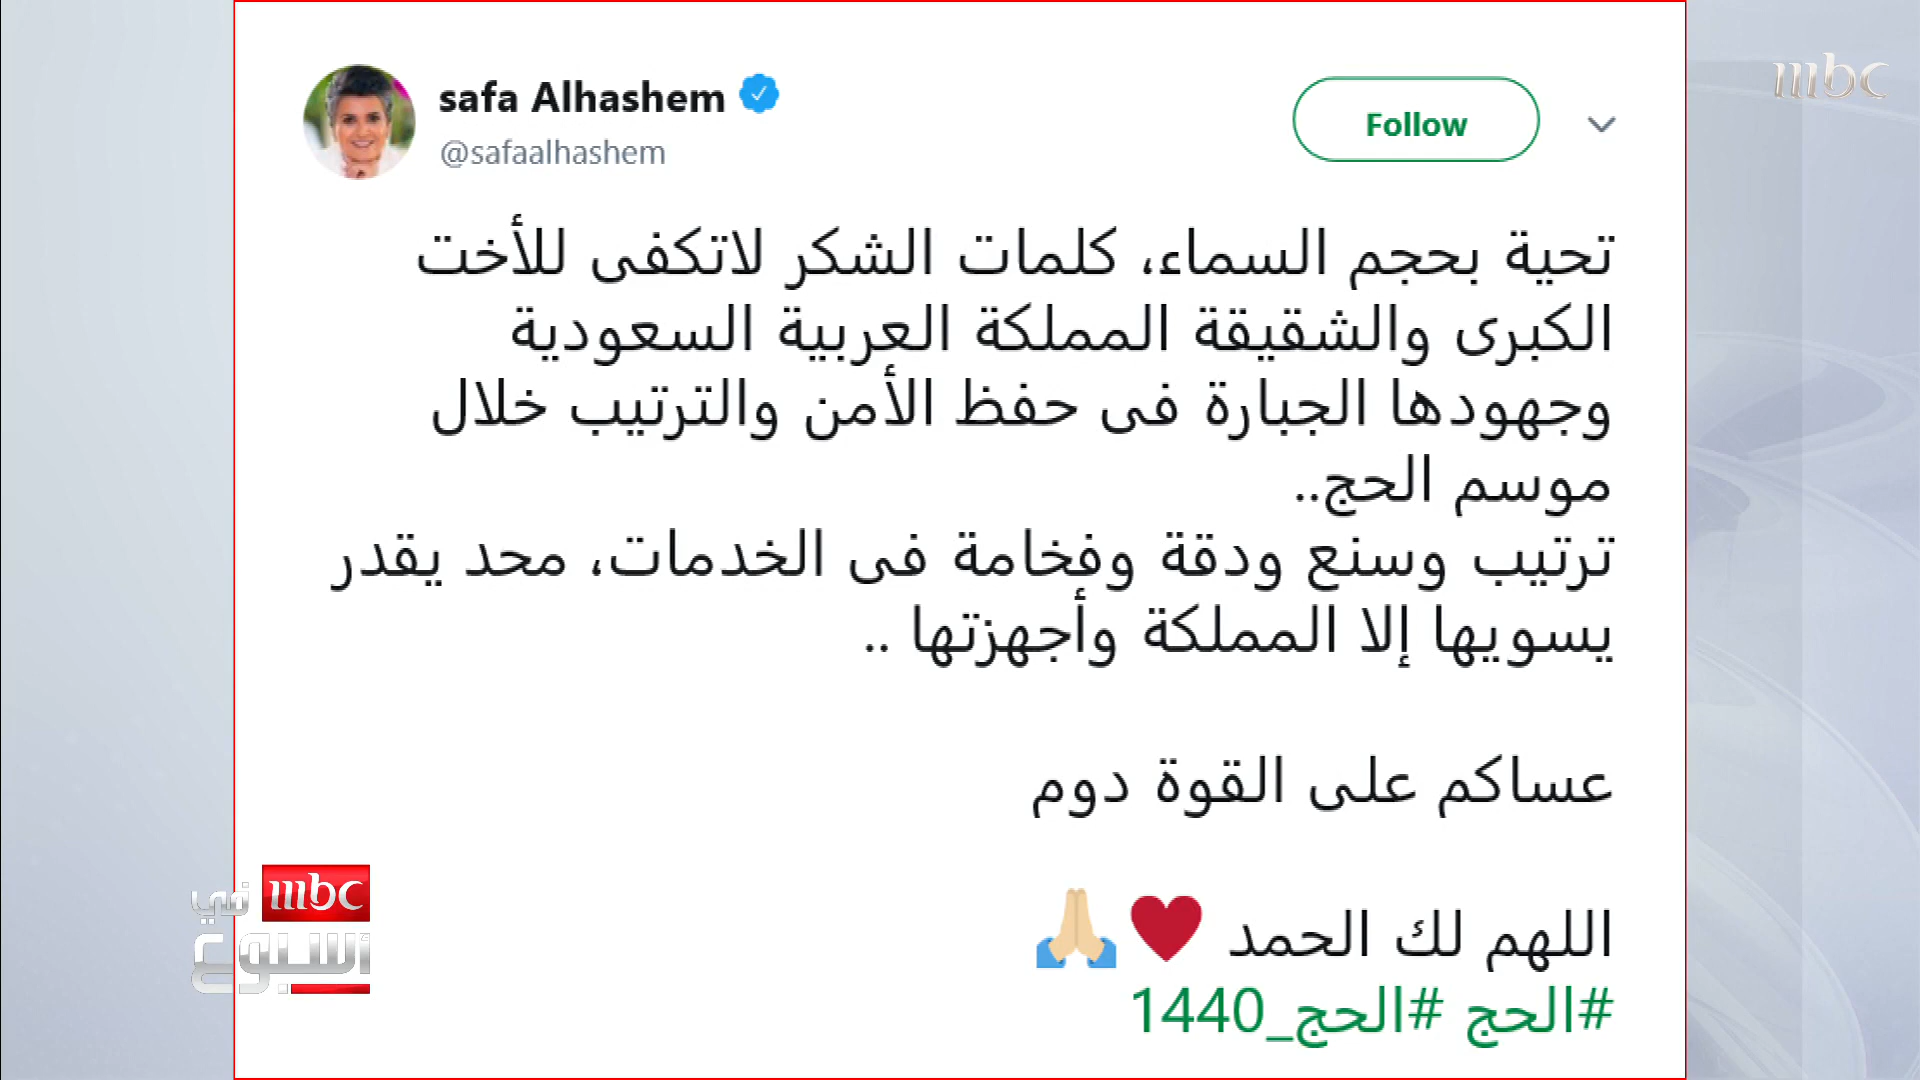 mbc
safa Alhashem
@safaalhashem
Follow
تحية بحجم السماء، كلمات الشكر لاتكفى للأخت
الكبرى والشقيقة المملكة العربية السعودية
وجهودها الجبارة فى حفظ الأمن والترتيب خلال
موسم الحج..
ترتيب وسنع ودقة وفخامة فى الخدمات، محد يقدر
يسويها إلا المملكة وأجهزتها ..
عساكم على القوة دوم
اللهم لك الحمد ❤️🙏🏼
#الحج #الحج_1440
mbc في
أسبوع